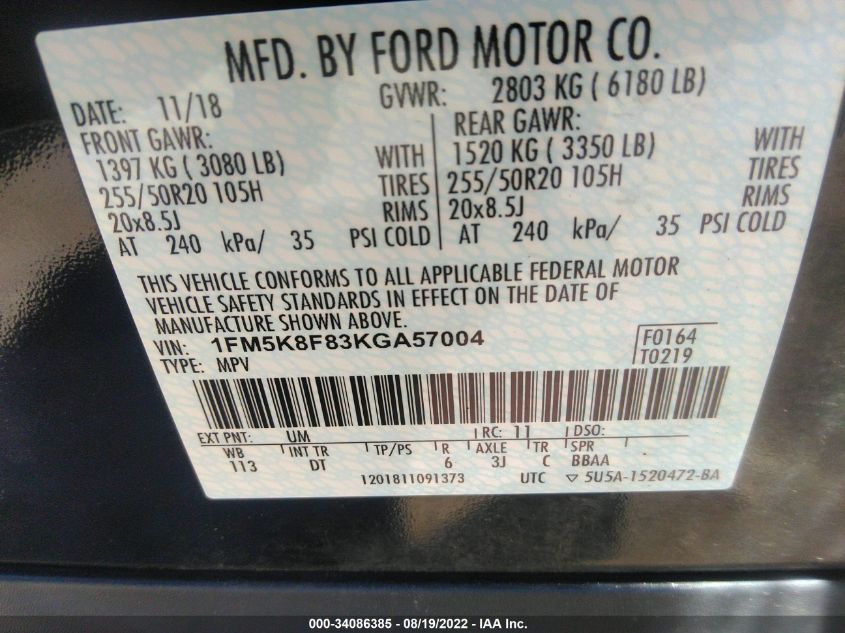 MFD. BY FORD MOTOR CO.
DATE: 11/18 GVWR: 2803 KG ( 6180 LB)
FRONT GAWR: REAR GAWR:
1397 KG ( 3080 LB) WITH 1520 KG ( 3350 LB) WITH
255/50R20 105H TIRES 255/50R20 105H TIRES
20x8.5J RIMS 20x8.5J RIMS
AT 240 kPa/ 35 PSI COLD AT 240 kPa/ 35 PSI COLD
THIS VEHICLE CONFORMS TO ALL APPLICABLE FEDERAL MOTOR
VEHICLE SAFETY STANDARDS IN EFFECT ON THE DATE OF
MANUFACTURE SHOWN ABOVE.
VIN: 1FM5K8F83KGA57004 F0164
TYPE: MPV T0219
EXT PNT: UM RC: 11 DSO:
WB INT TR TP/PS R AXLE TR SPR
113 DT 6 3J C BBAA
1201811091373 UTC ▽ 5U5A-1520472-BA
000-34086385 - 08/19/2022 - IAA Inc.